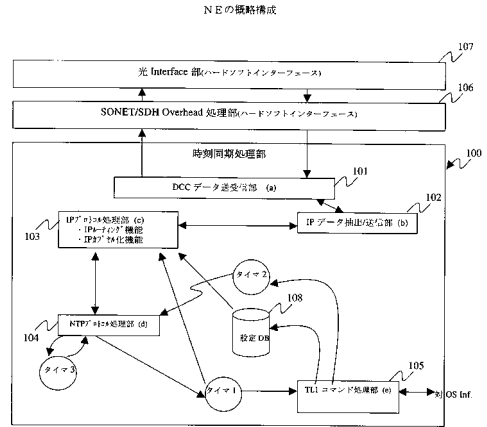 NEの概略構成
107
光 Interface 部(ハードソフトインターフェース)
106
SONET/SDH Overhead 処理部(ハードソフトインターフェース)
時刻同期処理部
100
101
DCC データ送受信部 (a)
102
IPプロトコル処理部 (c)
・IPルーティング機能
・IPカプセル化機能
103
IP データ抽出/送信部 (b)
タイマ 2
108
設定 DB
104
NTPプロトコル処理部 (d)
タイマ 3
105
タイマ 1
TL1 コマンド処理部 (e)
対 OS Inf.